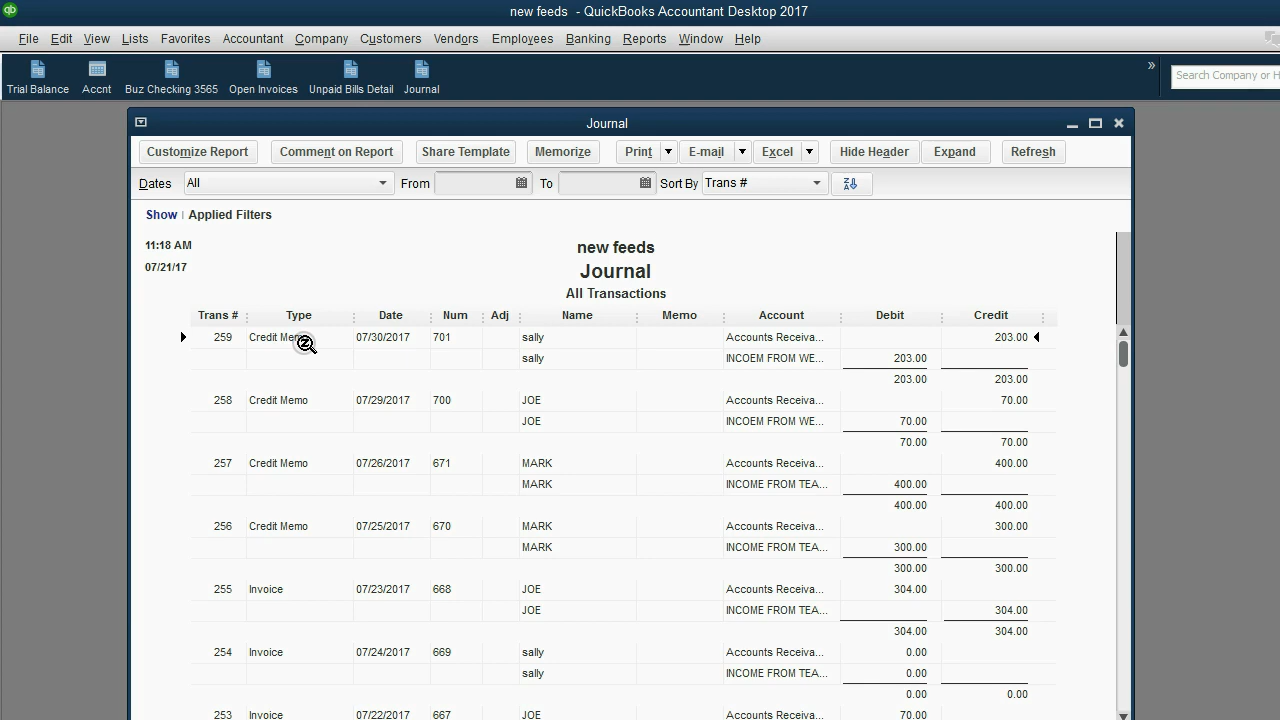 qb new feeds - QuickBooks Accountant Desktop 2017
File Edit View Lists Favorites Accountant Company Customers Vendors Employees Banking Reports Window Help
Trial Balance Accnt Buz Checking 3565 Open Invoices Unpaid Bills Detail Journal » Search Company or H
Journal
Customize Report Comment on Report Share Template Memorize Print E-mail Excel Hide Header Expand Refresh
Dates All From To Sort By Trans #
Show | Applied Filters
11:18 AM new feeds
07/21/17 Journal
All Transactions
Trans # Type Date Num Adj Name Memo Account Debit Credit
259 Credit 07/30/2017 701 sally Accounts Receiva... 203.00
sally INCOEM FROM WE... 203.00
203.00 203.00
258 Credit Memo 07/29/2017 700 JOE Accounts Receiva... 70.00
JOE INCOEM FROM WE... 70.00
70.00 70.00
257 Credit Memo 07/26/2017 671 MARK Accounts Receiva... 400.00
MARK INCOME FROM TEA... 400.00
400.00 400.00
256 Credit Memo 07/25/2017 670 MARK Accounts Receiva... 300.00
MARK INCOME FROM TEA... 300.00
300.00 300.00
255 Invoice 07/23/2017 668 JOE Accounts Receiva... 304.00
JOE INCOME FROM TEA... 304.00
304.00 304.00
254 Invoice 07/24/2017 669 sally Accounts Receiva... 0.00
sally INCOME FROM TEA... 0.00
0.00 0.00
253 Invoice 07/22/2017 667 JOE Accounts Receiva... 70.00